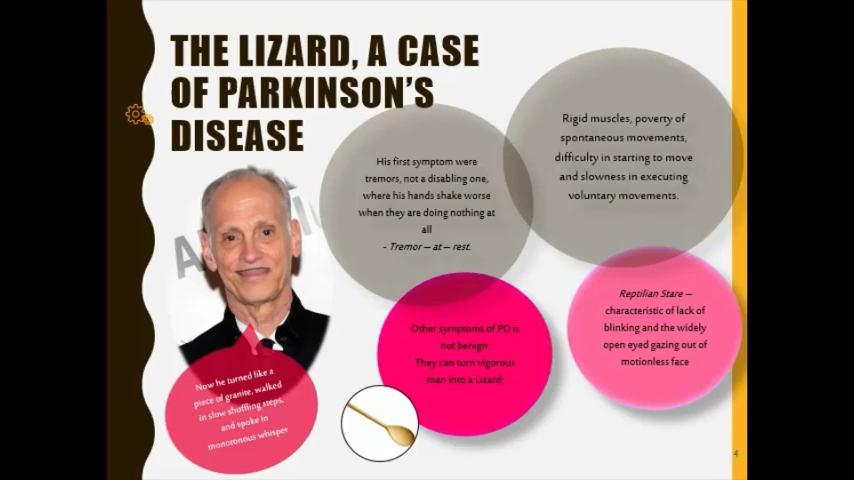 THE LIZARD, A CASE
OF PARKINSON'S
DISEASE
His first symptom were
tremors, not a disabling one,
where his hands shake worse
when they are doing nothing at
all
- Tremor – at – rest.
Rigid muscles, poverty of
spontaneous movements,
difficulty in starting to move
and slowness in executing
voluntary movements.
Now he turned like a
piece of granite, walked
in slow shuffling steps,
and spoke in
monotonous whisper
Other symptoms of PD is
not benign:
They can turn vigorous
man into a Lizard:
Reptilian Stare –
characteristic of lack of
blinking and the widely
open eyed gazing out of
motionless face
4